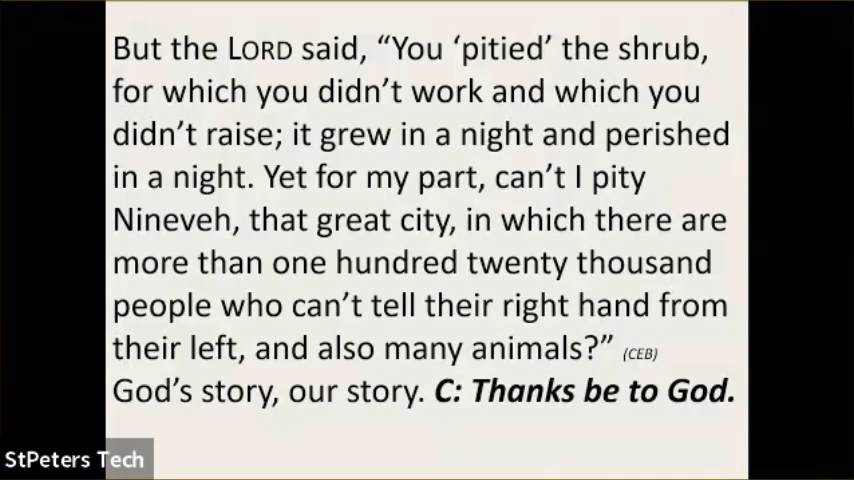 But the LORD said, “You ‘pitied’ the shrub,
for which you didn’t work and which you
didn’t raise; it grew in a night and perished
in a night. Yet for my part, can’t I pity
Nineveh, that great city, in which there are
more than one hundred twenty thousand
people who can’t tell their right hand from
their left, and also many animals?” (CEB)
God’s story, our story. C: Thanks be to God.
StPeters Tech